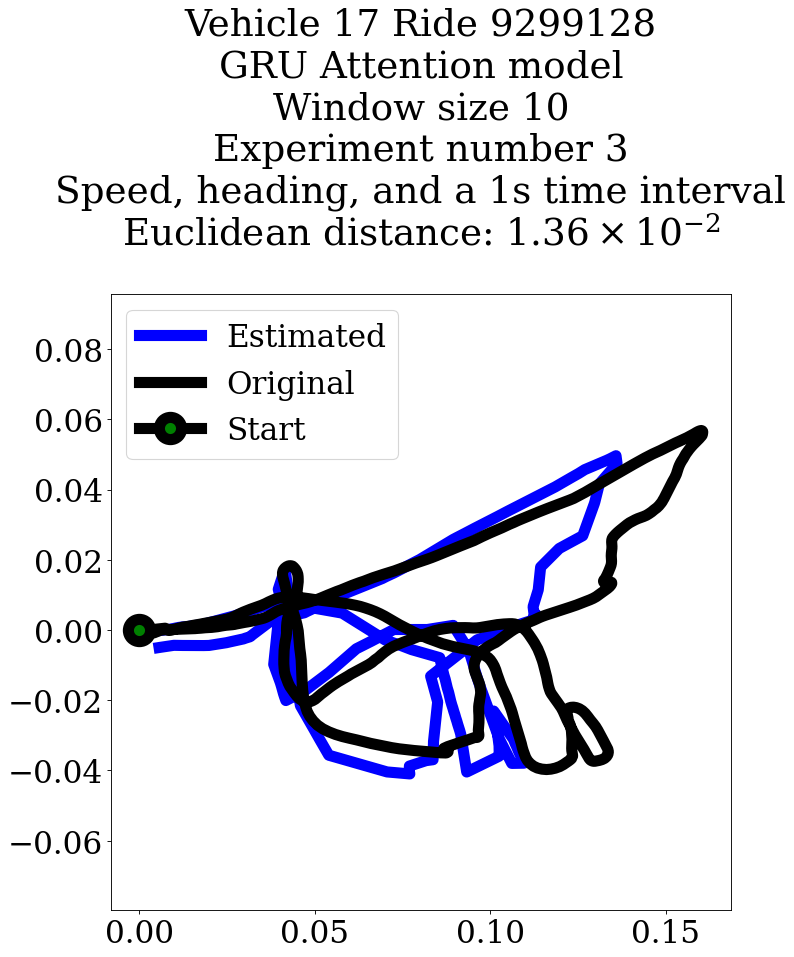 Vehicle 17 Ride 9299128
GRU Attention model
Window size 10
Experiment number 3
Speed, heading, and a 1s time interval
Euclidean distance: 1.36 × 10⁻²
Estimated
Original
Start
0.08
0.06
0.04
0.02
0.00
−0.02
−0.04
−0.06
0.00 0.05 0.10 0.15